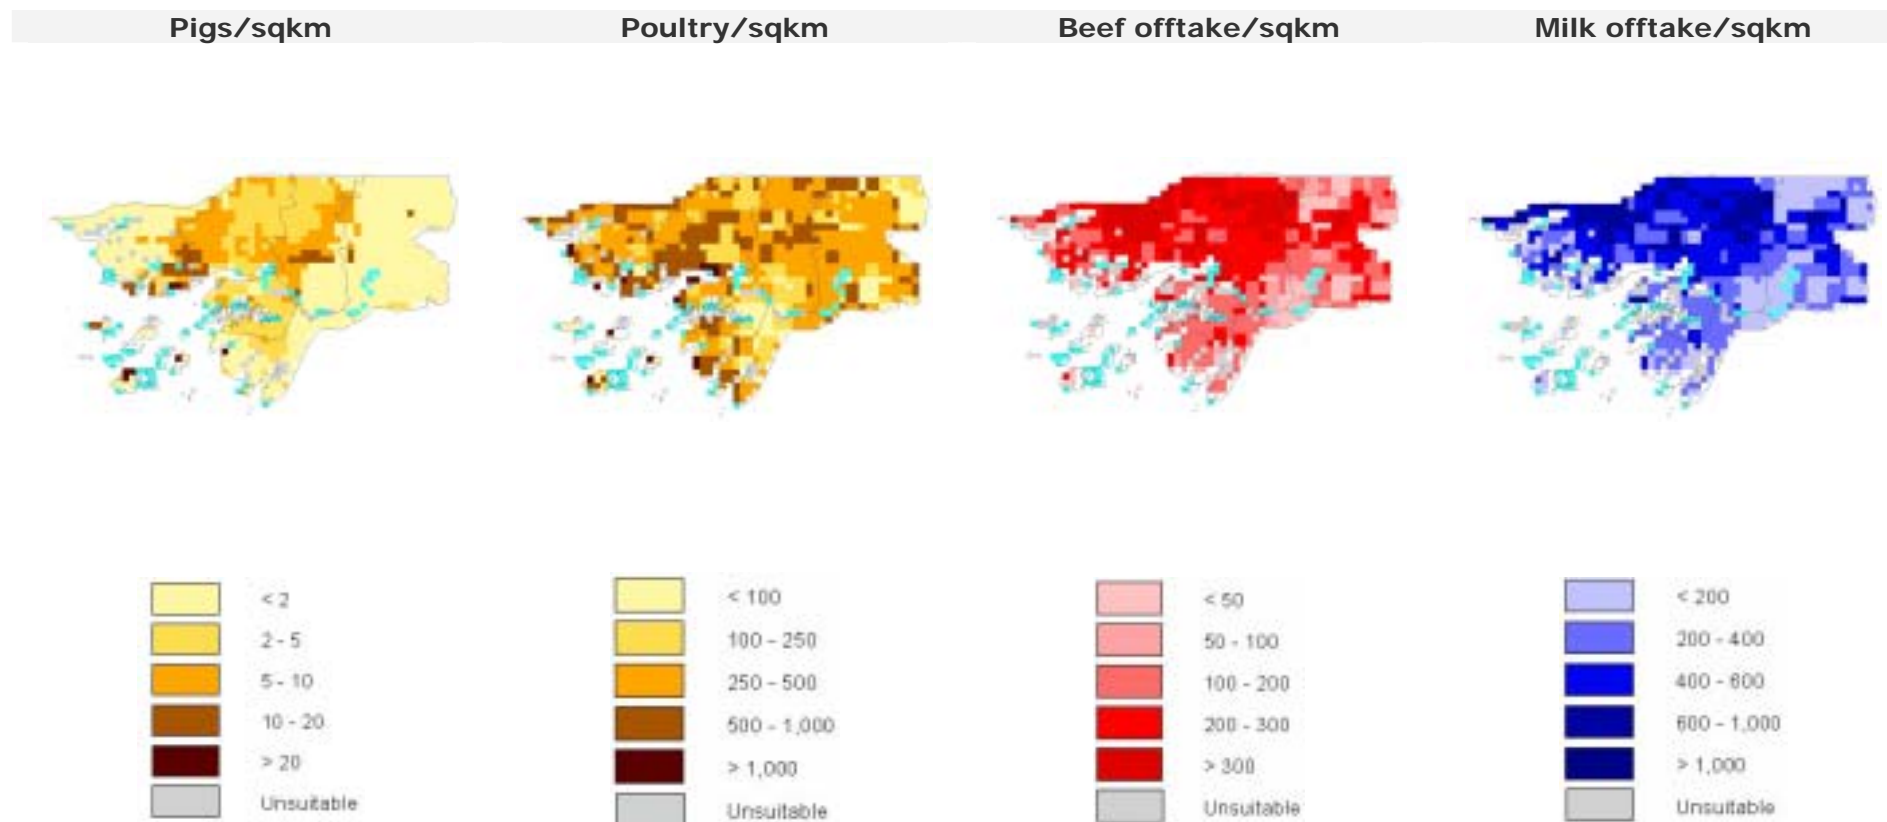 Pigs/sqkm Poultry/sqkm Beef offtake/sqkm Milk offtake/sqkm
< 2
2 - 5
5 - 10
10 - 20
> 20
Unsuitable
< 100
100 - 250
250 - 500
500 - 1,000
> 1,000
Unsuitable
< 50
50 - 100
100 - 200
200 - 300
> 300
Unsuitable
< 200
200 - 400
400 - 600
600 - 1,000
> 1,000
Unsuitable